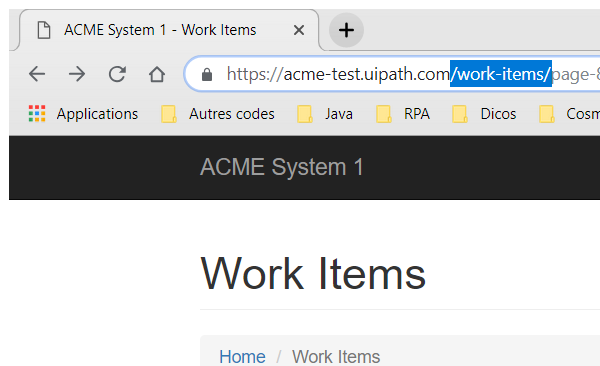 ACME System 1 - Work Items
https://acme-test.uipath.com/work-items/page-8
Applications Autres codes Java RPA Dicos Cosm
ACME System 1
Work Items
Home / Work Items